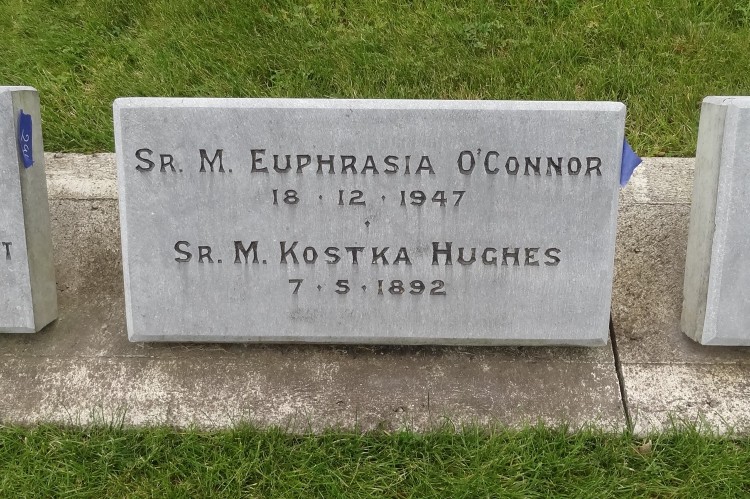 SR. M. EUPHRASIA O'CONNOR
18 · 12 · 1947
SR. M. KOSTKA HUGHES
7 · 5 · 1892